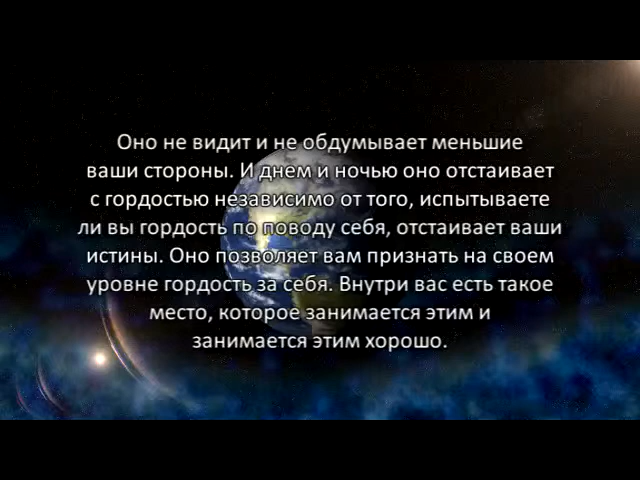 Оно не видит и не обдумывает меньшие
ваши стороны. И днем и ночью оно отстаивает
с гордостью независимо от того, испытываете
ли вы гордость по поводу себя, отстаивает ваши
истины. Оно позволяет вам признать на своем
уровне гордость за себя. Внутри вас есть такое
место, которое занимается этим и
занимается этим хорошо.